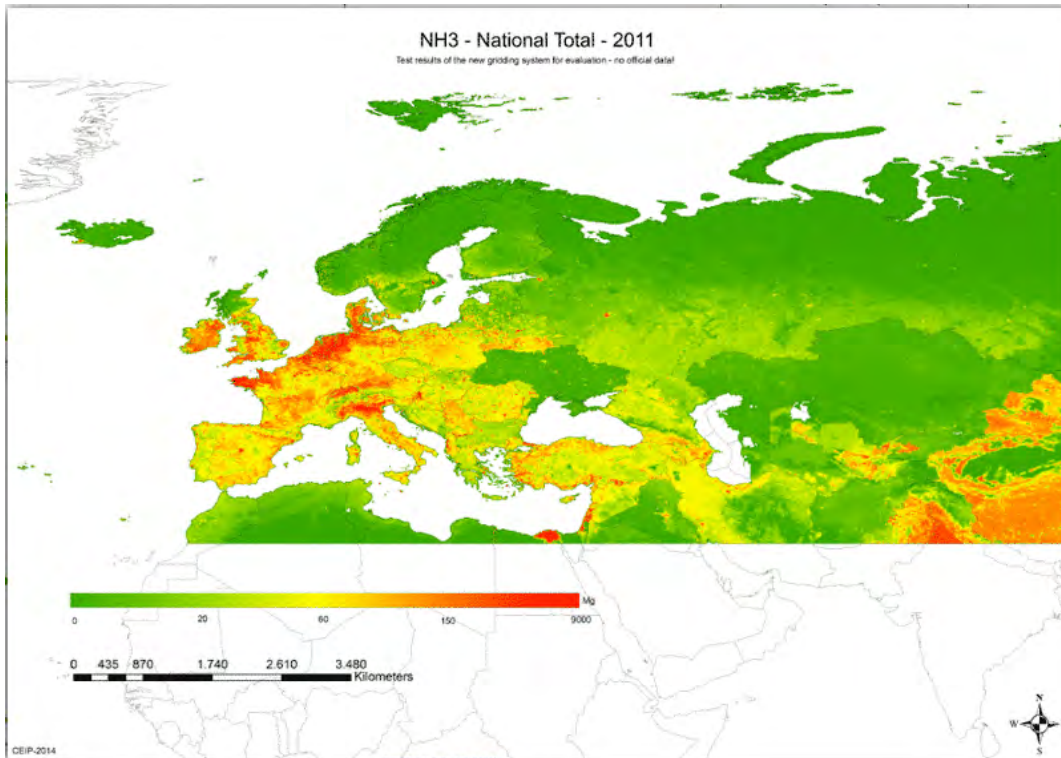 NH3 - National Total - 2011
Test results of the new gridding system for evaluation - no official data!
Mg
0 20 60 150 9000
0 435 870 1.740 2.610 3.480
Kilometers
N
W
S
CEIP-2014